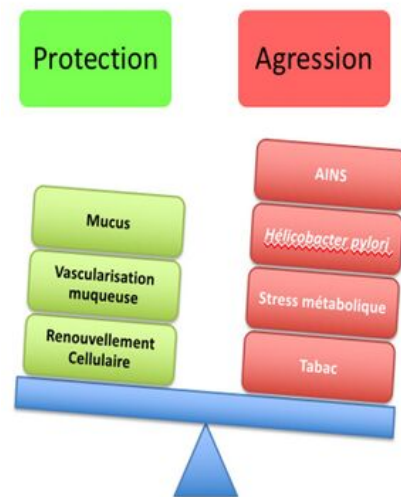 Protection
Agression
Mucus
Vascularisation
muqueuse
Renouvellement
Cellulaire
AINS
Hélicobacter pylori
Stress métabolique
Tabac